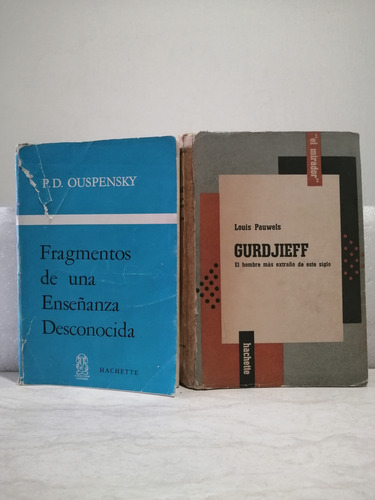 P.D. OUSPENSKY
Fragmentos
de una
Enseñanza
Desconocida
HACHETTE
"el mirador"
Louis Pauwels
GURDJIEFF
El hombre más extraño de este siglo
hachette